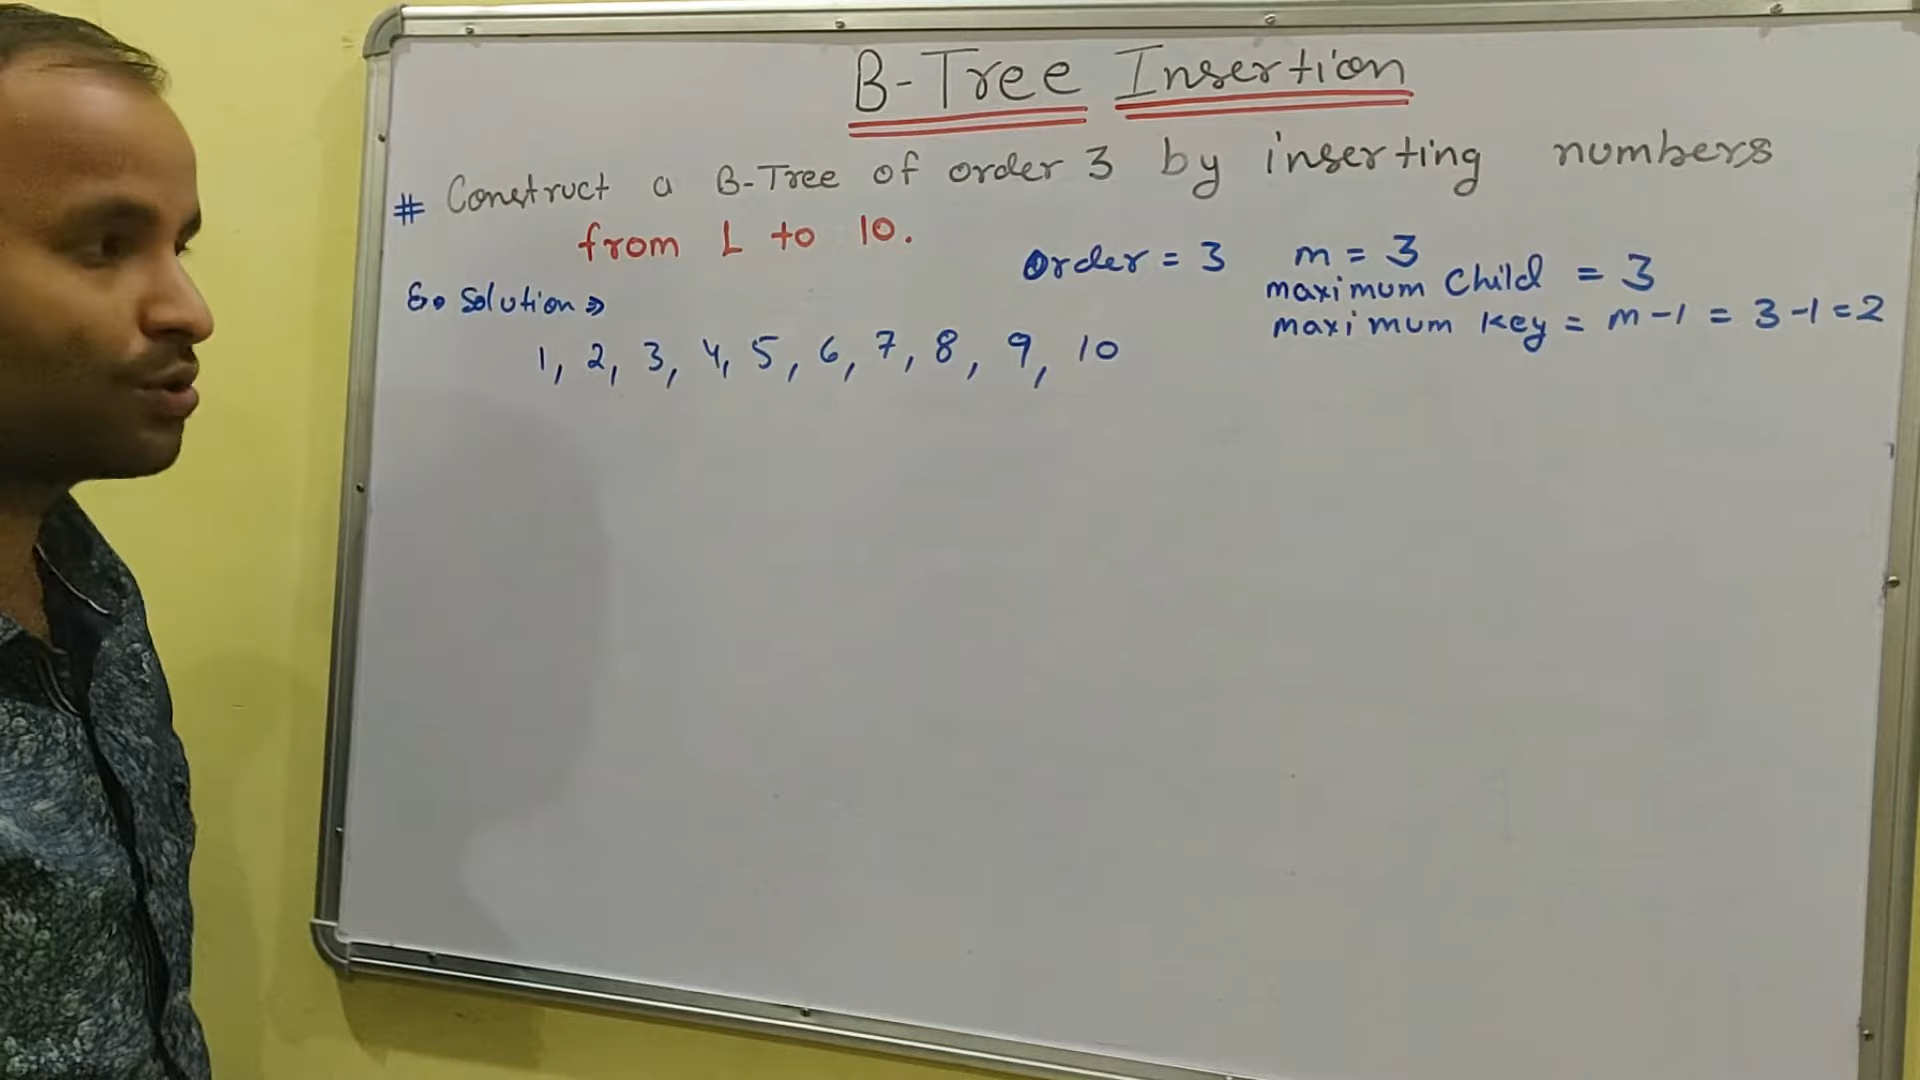 B-Tree Insertion
# Construct a B-Tree of order 3 by inserting numbers
from 1 to 10.
Order = 3 m = 3
maximum Child = 3
maximum key = m-1 = 3-1=2
Solution ⇒
1, 2, 3, 4, 5, 6, 7, 8, 9, 10